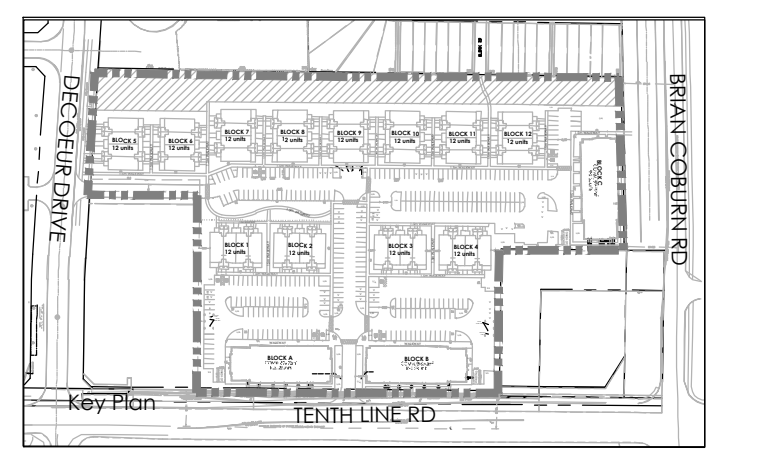 DECOEUR DRIVE
BRIAN COBURN RD
BLOCK 5
12 units
BLOCK 6
12 units
BLOCK 7
12 units
BLOCK 8
12 units
BLOCK 9
12 units
BLOCK 10
12 units
BLOCK 11
12 units
BLOCK 12
12 units
BLOCK C
BLOCK 1
12 units
BLOCK 2
12 units
BLOCK 3
12 units
BLOCK 4
12 units
BLOCK A
BLOCK B
Key Plan
TENTH LINE RD